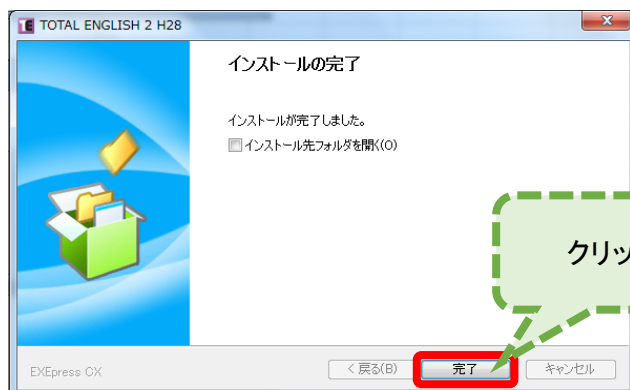 TOTAL ENGLISH 2 H28
インストールの完了
インストールが完了しました。
インストール先フォルダを開く(O)
クリッ
EXEpress CX
< 戻る(B)
完了
キャンセル